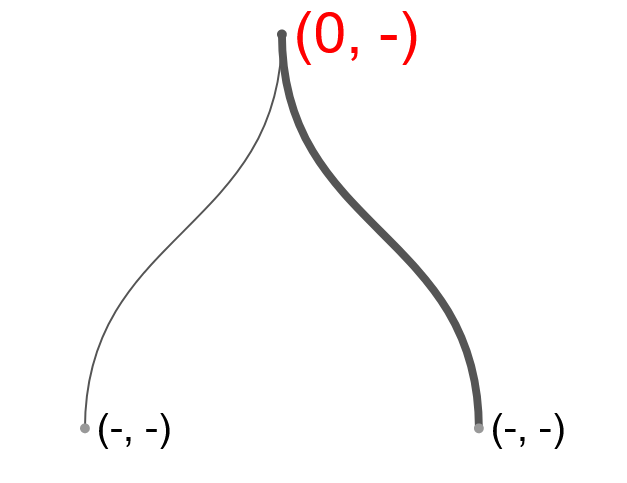 (0, -)
(-, -)
(-, -)